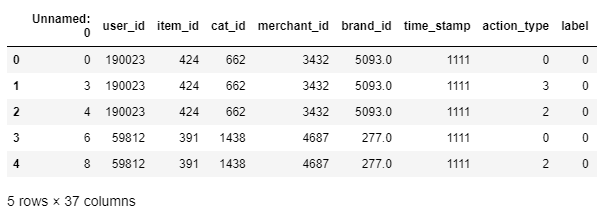 Unnamed: 0 user_id item_id cat_id merchant_id brand_id time_stamp action_type label
0 0 190023 424 662 3432 5093.0 1111 0 0
1 3 190023 424 662 3432 5093.0 1111 3 0
2 4 190023 424 662 3432 5093.0 1111 2 0
3 6 59812 391 1438 4687 277.0 1111 0 0
4 8 59812 391 1438 4687 277.0 1111 2 0
5 rows × 37 columns